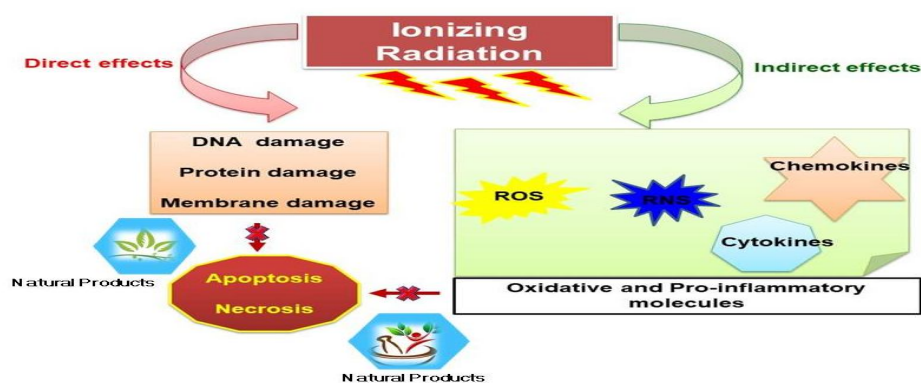 Ionizing
Radiation
Direct effects
Indirect effects
DNA damage
Protein damage
Membrane damage
ROS
RNS
Chemokines
Cytokines
Natural Products
Apoptosis
Necrosis
Oxidative and Pro-inflammatory
molecules
Natural Products